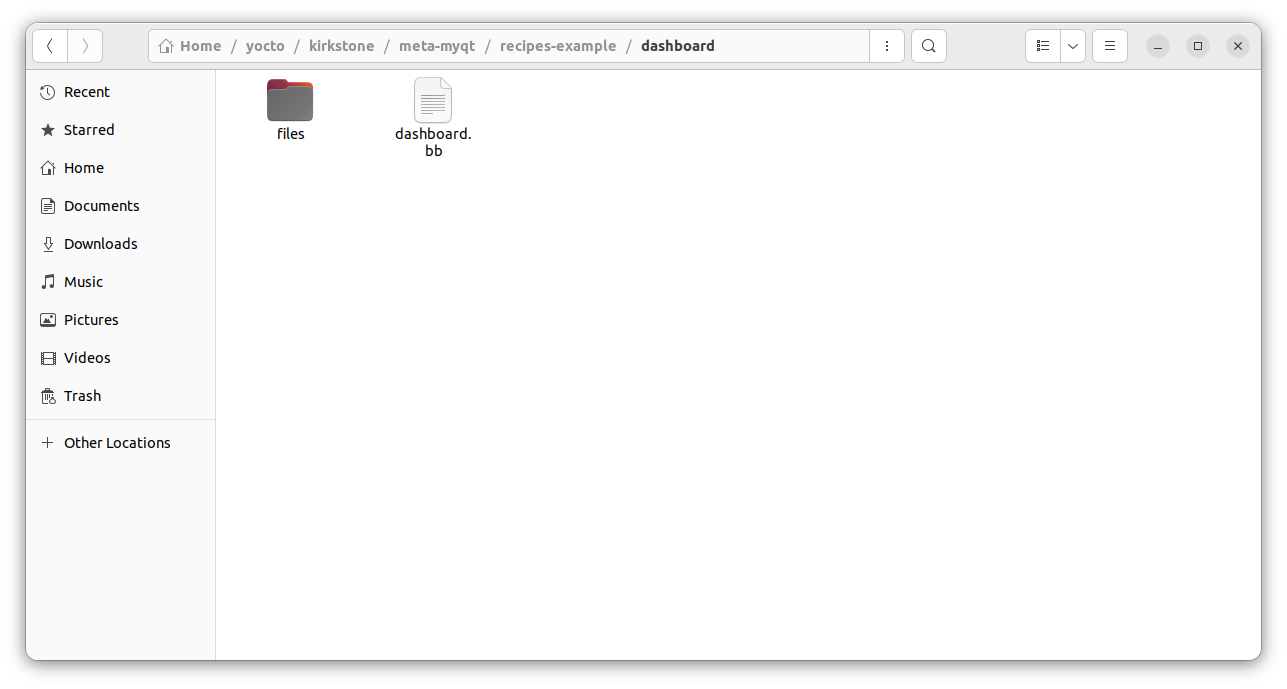 Home / yocto / kirkstone / meta-myqt / recipes-example / dashboard
Recent
Starred
Home
Documents
Downloads
Music
Pictures
Videos
Trash
Other Locations
files
dashboard.
bb